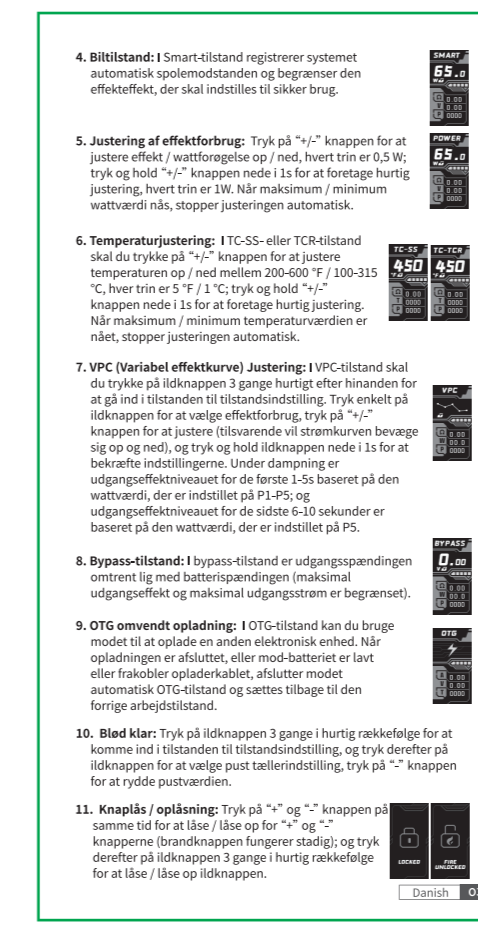 4. Biltilstand: I Smart-tilstand registrerer systemet
automatisk spolemodstanden og begrænser den
effekteffekt, der skal indstilles til sikker brug.
SMART
65.0
W
0.00
0.00
0000
5. Justering af effektforbrug: Tryk på “+/-” knappen for at
justere effekt / wattforøgelse op / ned, hvert trin er 0,5 W;
tryk og hold “+/-” knappen nede i 1s for at foretage hurtig
justering, hvert trin er 1W. Når maksimum / minimum
wattværdi nås, stopper justeringen automatisk.
POWER
65.0
W
0.00
0.00
0000
6. Temperaturjustering: I TC-SS- eller TCR-tilstand
skal du trykke på “+/-” knappen for at justere
temperaturen op / ned mellem 200-600 °F / 100-315
°C, hver trin er 5 °F / 1 °C; tryk og hold “+/-”
knappen nede i 1s for at foretage hurtig justering.
Når maksimum / minimum temperaturværdien er
nået, stopper justeringen automatisk.
TC-SS TC-TCR
450 450
7. VPC (Variabel effektkurve) Justering: I VPC-tilstand skal
du trykke på ildknappen 3 gange hurtigt efter hinanden for
at gå ind i tilstanden til tilstandsindstilling. Tryk enkelt på
ildknappen for at vælge effektforbrug, tryk på “+/-”
knappen for at justere (tilsvarende vil strømkurven bevæge
sig op og ned), og tryk og hold ildknappen nede i 1s for at
bekræfte indstillingerne. Under dampning er
udgangseffektniveauet for de første 1-5s baseret på den
wattværdi, der er indstillet på P1-P5; og
udgangseffektniveauet for de sidste 6-10 sekunder er
baseret på den wattværdi, der er indstillet på P5.
VPC
8. Bypass-tilstand: I bypass-tilstand er udgangsspændingen
omtrent lig med batterispændingen (maksimal
udgangseffekt og maksimal udgangsstrøm er begrænset).
BYPASS
0.00
9. OTG omvendt opladning: I OTG-tilstand kan du bruge
modet til at oplade en anden elektronisk enhed. Når
opladningen er afsluttet, eller mod-batteriet er lavt
eller frakobler opladerkablet, afslutter modet
automatisk OTG-tilstand og sættes tilbage til den
forrige arbejdstilstand.
OTG
10. Blød klar: Tryk på ildknappen 3 gange i hurtig rækkefølge for at
komme ind i tilstanden til tilstandsindstilling, og tryk derefter på
ildknappen for at vælge pust tællerindstilling, tryk på “-” knappen
for at rydde pustværdien.
11. Knaplås / oplåsning: Tryk på “+” og “-” knappen på
samme tid for at låse / låse op for “+” og “-”
knapperne (brandknappen fungerer stadig); og tryk
derefter på ildknappen 3 gange i hurtig rækkefølge
for at låse / låse op ildknappen.
LOCKED
FIRE
UNLOCKED
Danish